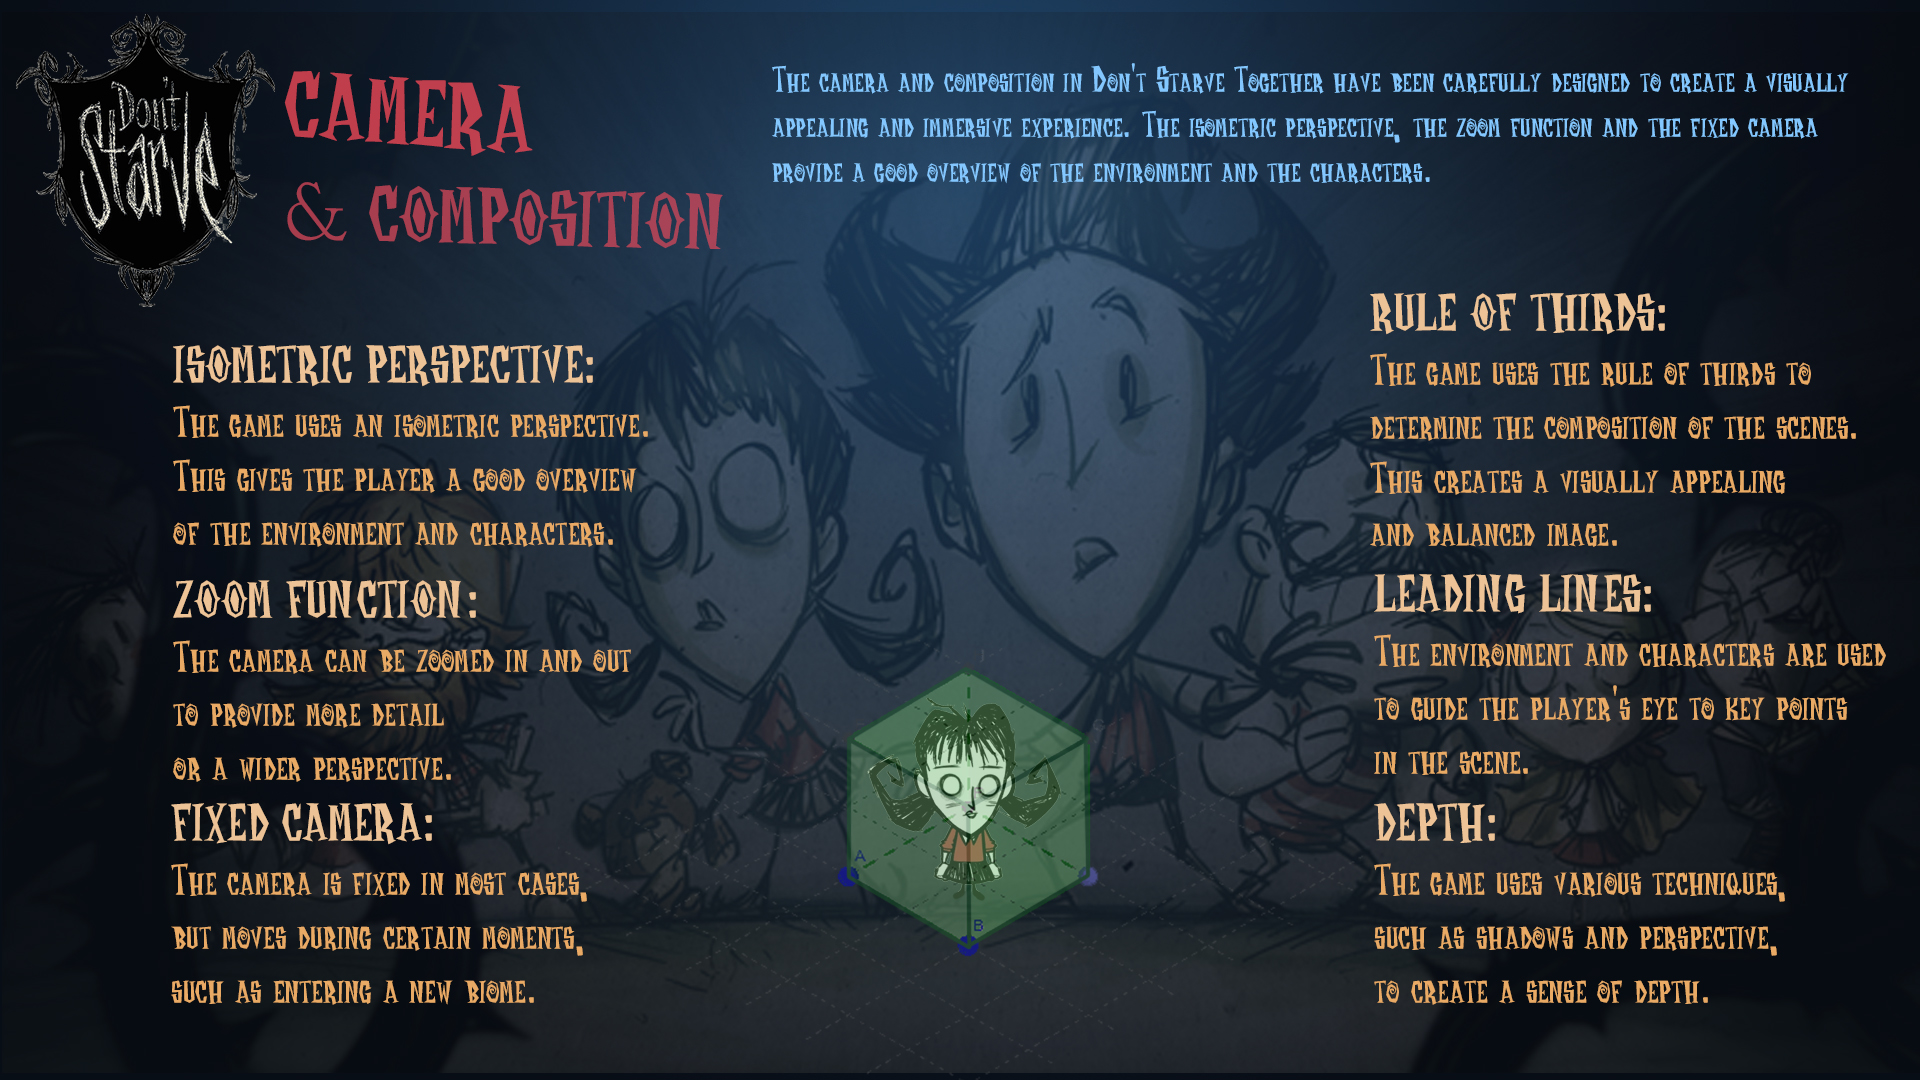 Don't
Starve
CAMERA
& COMPOSITION
The camera and composition in Don't Starve Together have been carefully designed to create a visually
appealing and immersive experience. The isometric perspective, the zoom function and the fixed camera
provide a good overview of the environment and the characters.
ISOMETRIC PERSPECTIVE:
The game uses an isometric perspective.
This gives the player a good overview
of the environment and characters.
ZOOM FUNCTION:
The camera can be zoomed in and out
to provide more detail
or a wider perspective.
FIXED CAMERA:
The camera is fixed in most cases,
but moves during certain moments,
such as entering a new biome.
RULE OF THIRDS:
The game uses the rule of thirds to
determine the composition of the scenes.
This creates a visually appealing
and balanced image.
LEADING LINES:
The environment and characters are used
to guide the player's eye to key points
in the scene.
DEPTH:
The game uses various techniques,
such as shadows and perspective,
to create a sense of depth.
A
B